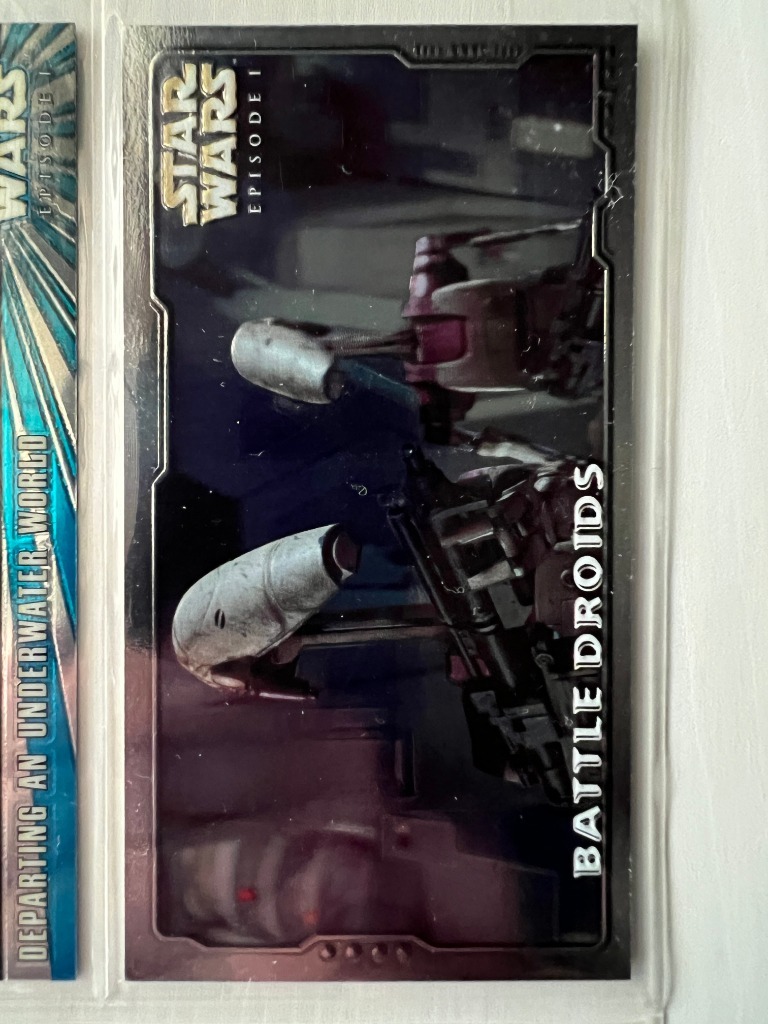 WARS
EPISODE I
DEPARTING AN UNDERWATER WORLD
STAR
WARS
EPISODE I
BATTLE DROIDS